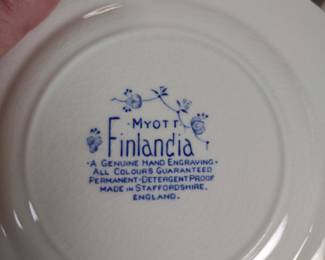 ·MYOTT
Finlandia
·A GENUINE HAND ENGRAVING·
ALL COLOURS GUARANTEED
PERMANENT-DETERGENT PROOF
MADE IN STAFFORDSHIRE,
ENGLAND.